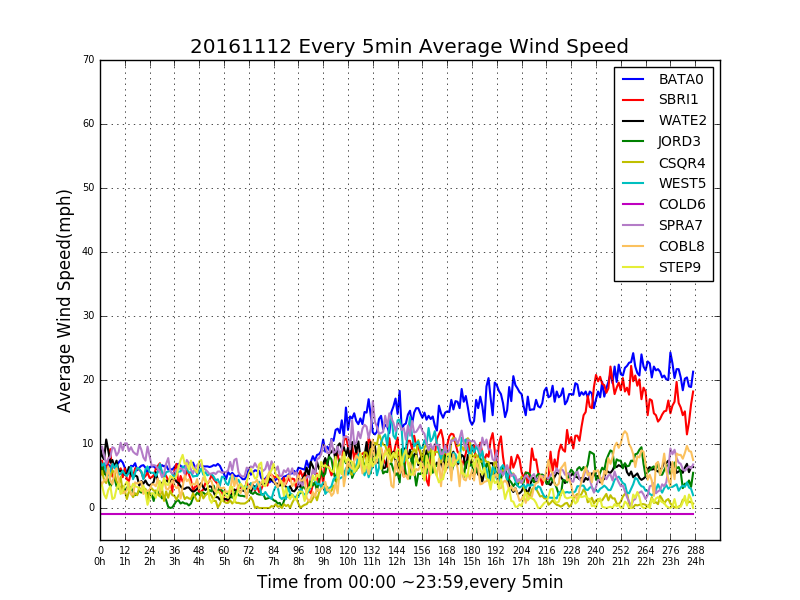 20161112 Every 5min Average Wind Speed
70
60
50
40
30
20
10
0
Average Wind Speed(mph)
BATA0
SBRI1
WATE2
JORD3
CSQR4
WEST5
COLD6
SPRA7
COBL8
STEP9
0 12 24 36 48 60 72 84 96 108 120 132 144 156 168 180 192 204 216 228 240 252 264 276 288
0h 1h 2h 3h 4h 5h 6h 7h 8h 9h 10h 11h 12h 13h 14h 15h 16h 17h 18h 19h 20h 21h 22h 23h 24h
Time from 00:00 ~23:59,every 5min